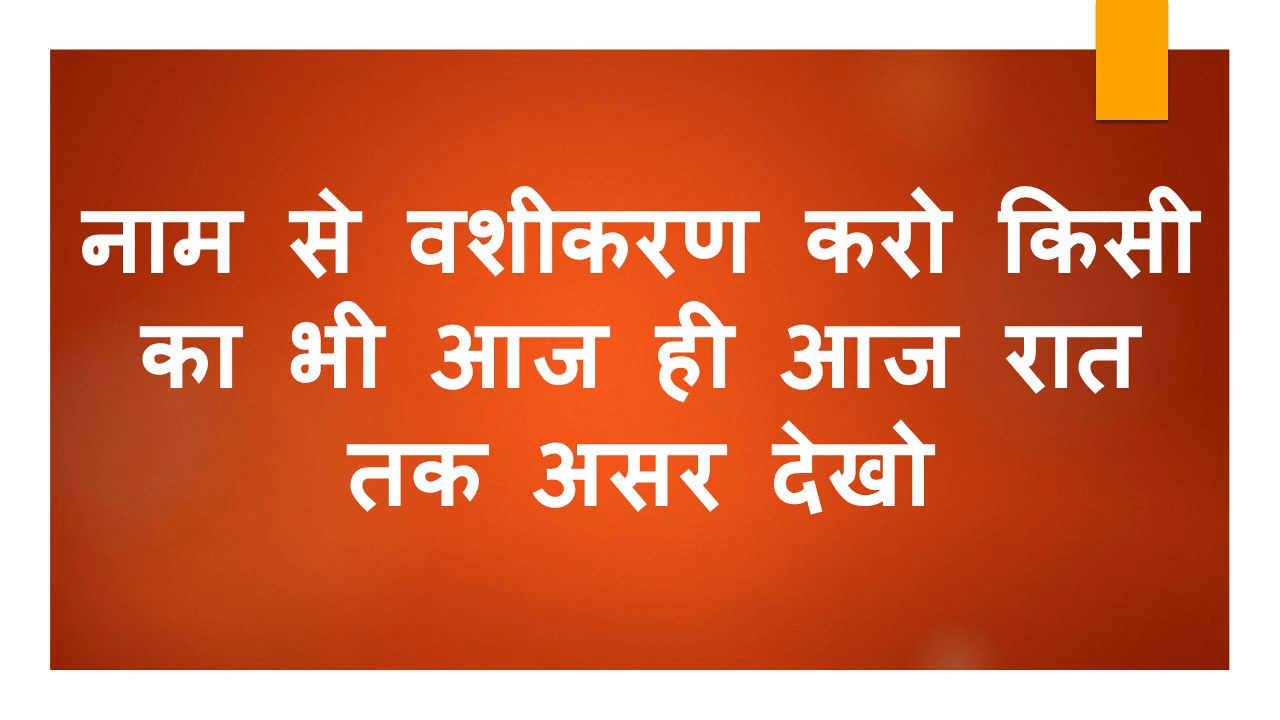 नाम से वशीकरण करो किसी
का भी आज ही आज रात
तक असर देखो